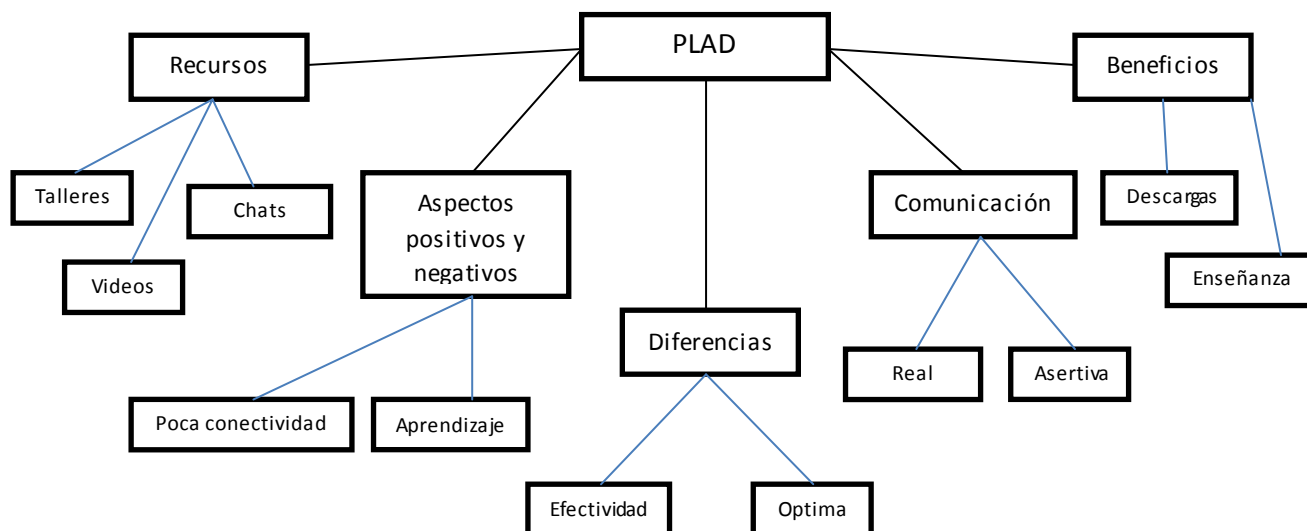 PLAD
Recursos
Beneficios
Talleres
Chats
Videos
Aspectos
positivos y
negativos
Comunicación
Descargas
Enseñanza
Diferencias
Real
Asertiva
Poca conectividad
Aprendizaje
Efectividad
Optima